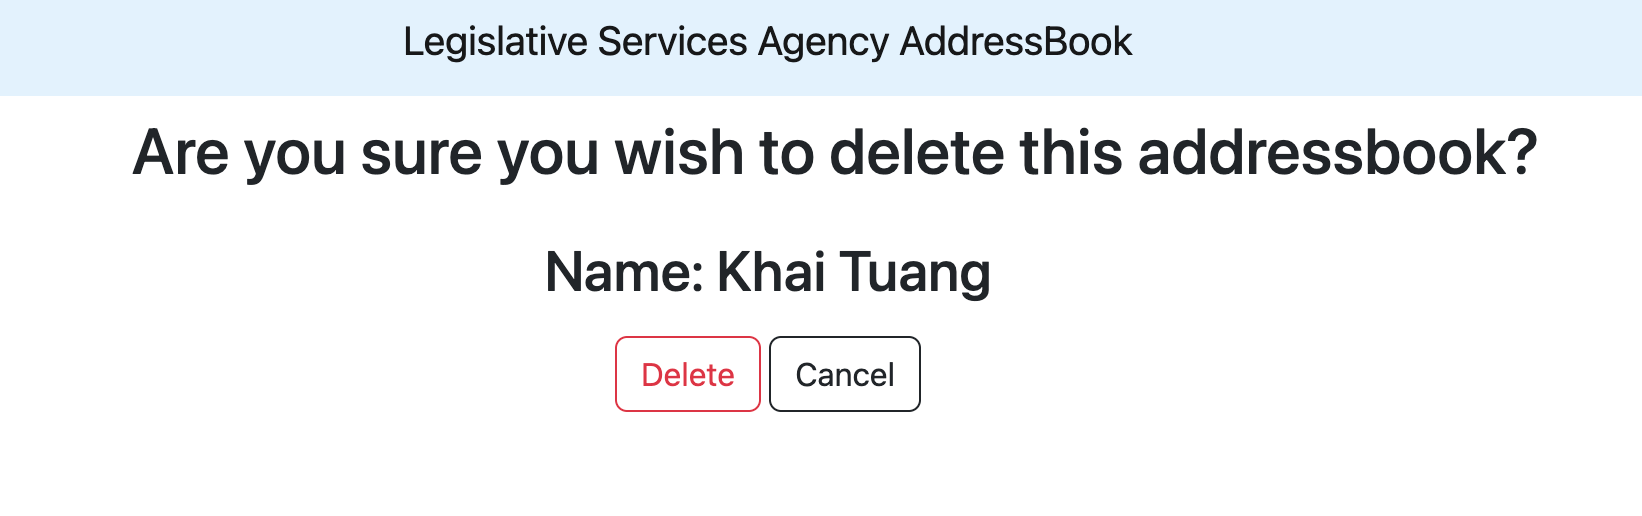 Legislative Services Agency AddressBook
Are you sure you wish to delete this addressbook?
Name: Khai Tuang
Delete Cancel